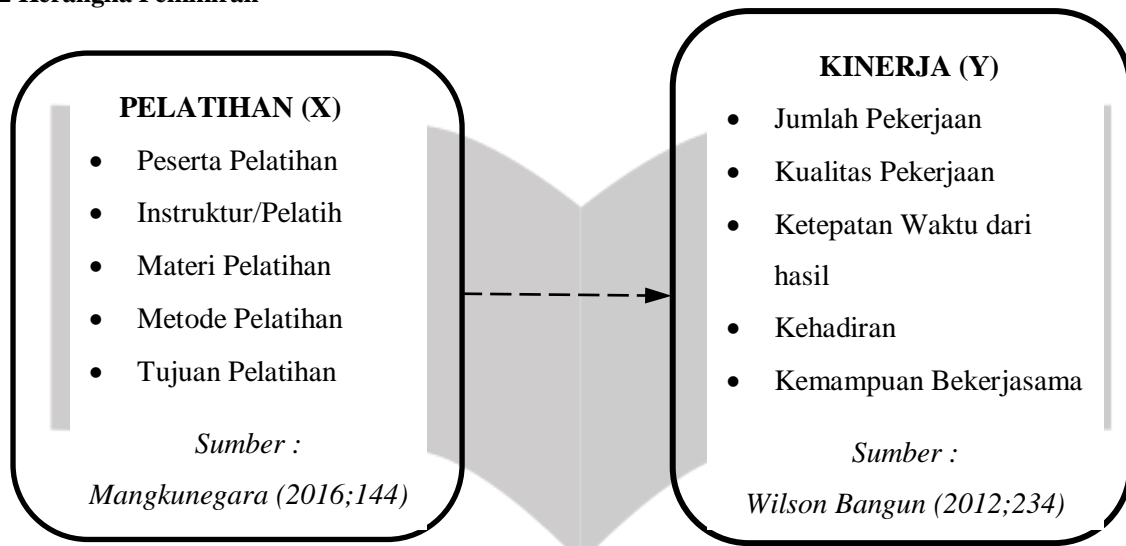 PELATIHAN (X)
• Peserta Pelatihan
• Instruktur/Pelatih
• Materi Pelatihan
• Metode Pelatihan
• Tujuan Pelatihan
Sumber :
Mangkunegara (2016;144)
KINERJA (Y)
• Jumlah Pekerjaan
• Kualitas Pekerjaan
• Ketepatan Waktu dari
hasil
• Kehadiran
• Kemampuan Bekerjasama
Sumber :
Wilson Bangun (2012;234)